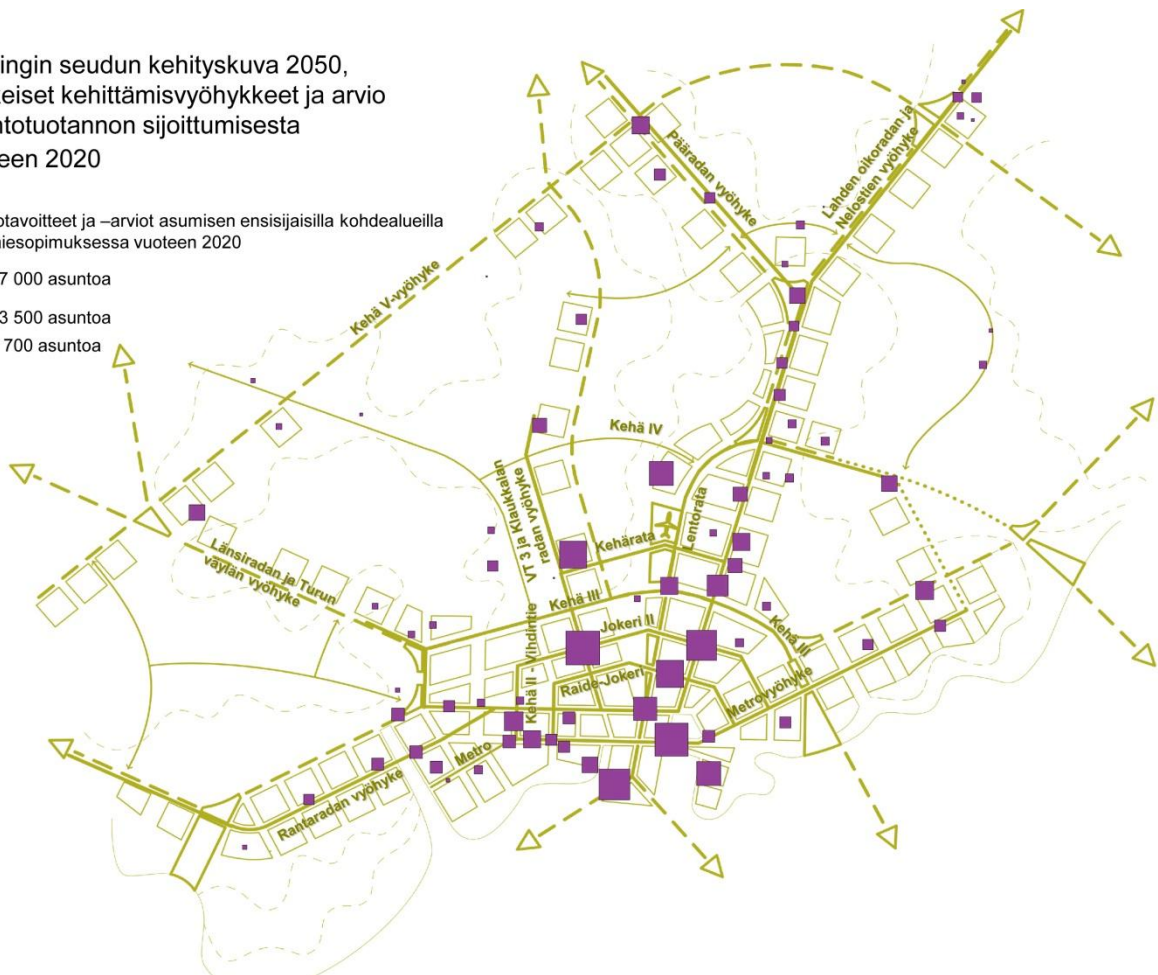 ingin seudun kehityskuva 2050,
keiset kehittämisvyöhykkeet ja arvio
ntotuotannon sijoittumisesta
een 2020
otavoitteet ja –arviot asumisen ensisijaisilla kohdealueilla
niesopimuksessa vuoteen 2020
7 000 asuntoa
3 500 asuntoa
700 asuntoa
Pääradan vyöhyke
Lahden oikoradan ja
Nelostien vyöhyke
Kehä V-vyöhyke
Kehä IV
VT 3 ja Klaukkalan
radan vyöhyke
Lentorata
Kehärata
Länsiradan ja Turun
väylän vyöhyke
Kehä III
Jokeri II
Kehä III
Kehä II
Vihdintie
Raide-Jokeri
Metrovyöhyke
Metro
Rantaradan vyöhyke